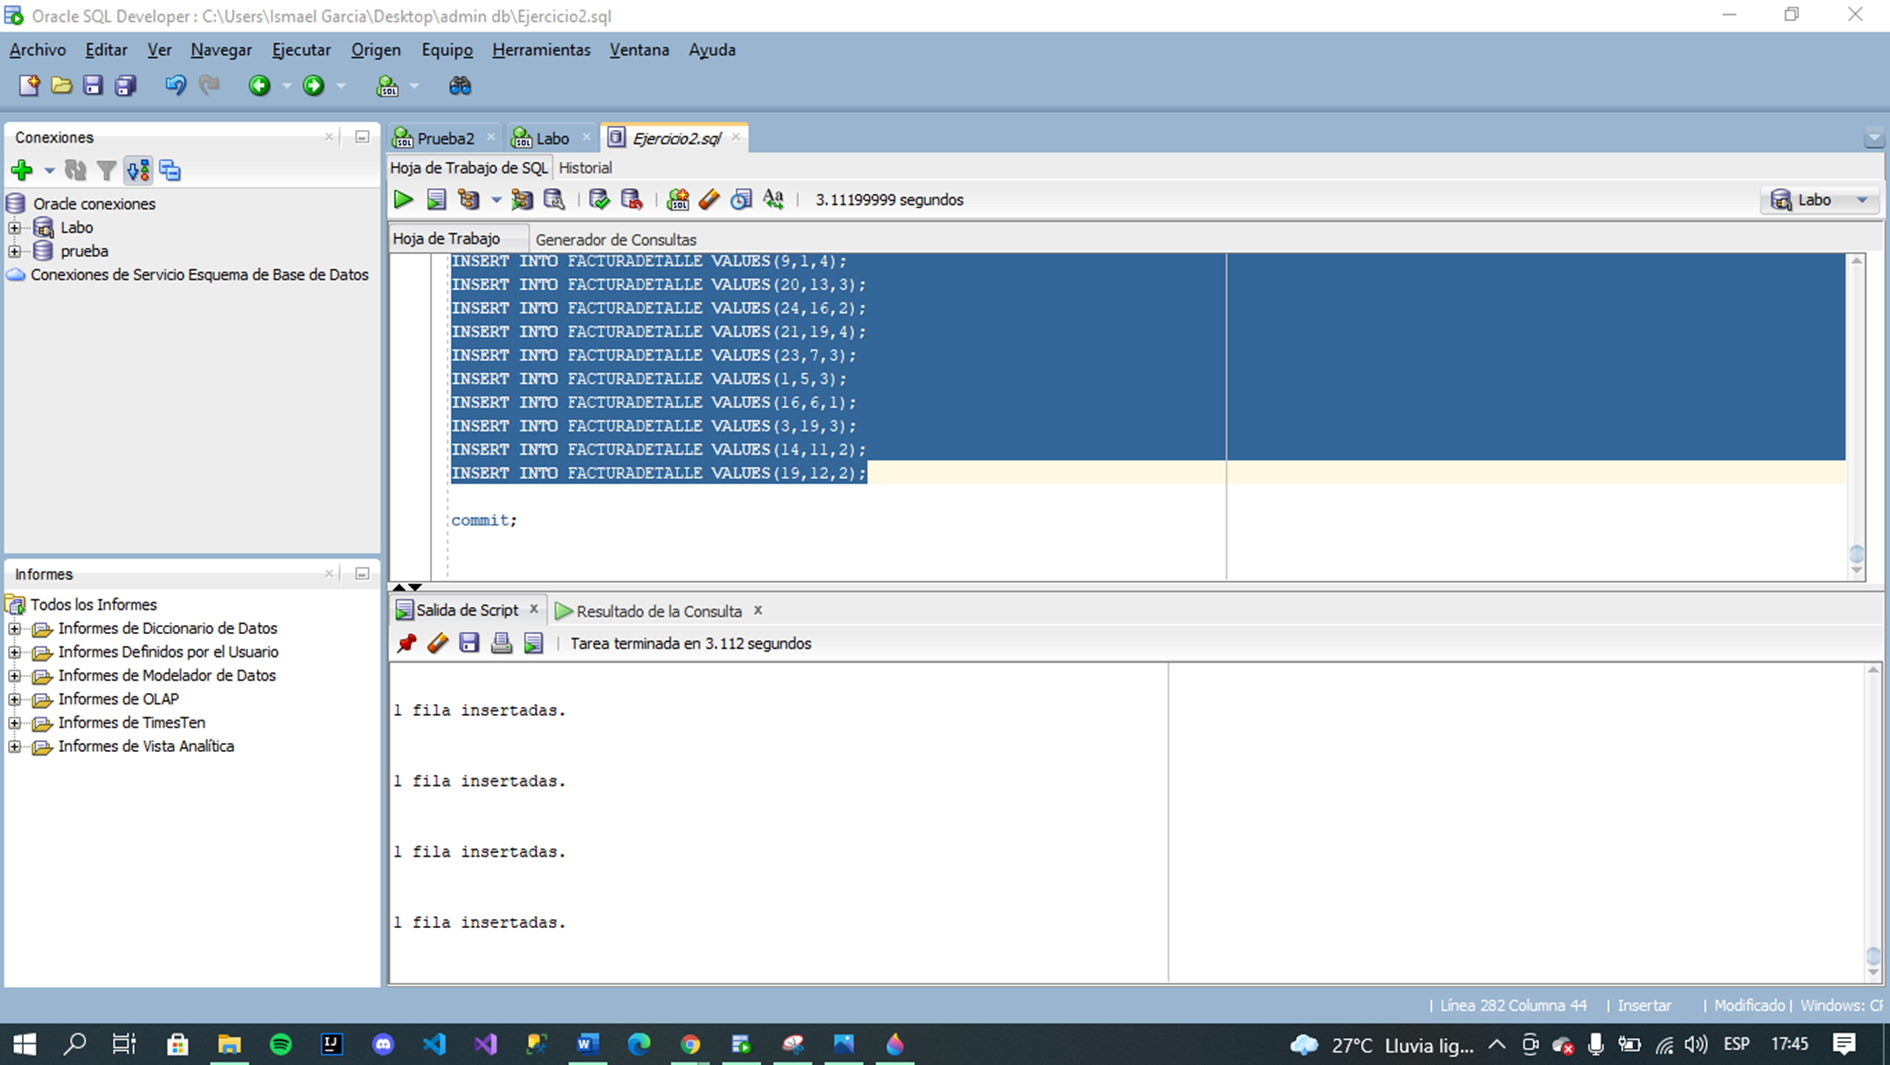 Oracle SQL Developer : C:\Users\Ismael Garcia\Desktop\admin db\Ejercicio2.sql
Archivo Editar Ver Navegar Ejecutar Origen Equipo Herramientas Ventana Ayuda
Conexiones
Oracle conexiones
Labo
prueba
Conexiones de Servicio Esquema de Base de Datos
Informes
Todos los Informes
Informes de Diccionario de Datos
Informes Definidos por el Usuario
Informes de Modelador de Datos
Informes de OLAP
Informes de TimesTen
Informes de Vista Analítica
Prueba2 Labo Ejercicio2.sql
Hoja de Trabajo de SQL Historial
3.11199999 segundos Labo
Hoja de Trabajo Generador de Consultas
INSERT INTO FACTURADETALLE VALUES(9,1,4);
INSERT INTO FACTURADETALLE VALUES(20,13,3);
INSERT INTO FACTURADETALLE VALUES(24,16,2);
INSERT INTO FACTURADETALLE VALUES(21,19,4);
INSERT INTO FACTURADETALLE VALUES(23,7,3);
INSERT INTO FACTURADETALLE VALUES(1,5,3);
INSERT INTO FACTURADETALLE VALUES(16,6,1);
INSERT INTO FACTURADETALLE VALUES(3,19,3);
INSERT INTO FACTURADETALLE VALUES(14,11,2);
INSERT INTO FACTURADETALLE VALUES(19,12,2);
commit;
Salida de Script Resultado de la Consulta
Tarea terminada en 3.112 segundos
1 fila insertadas.
1 fila insertadas.
1 fila insertadas.
1 fila insertadas.
Línea 282 Columna 44 Insertar Modificado Windows:
27°C Lluvia lig... ESP 17:45